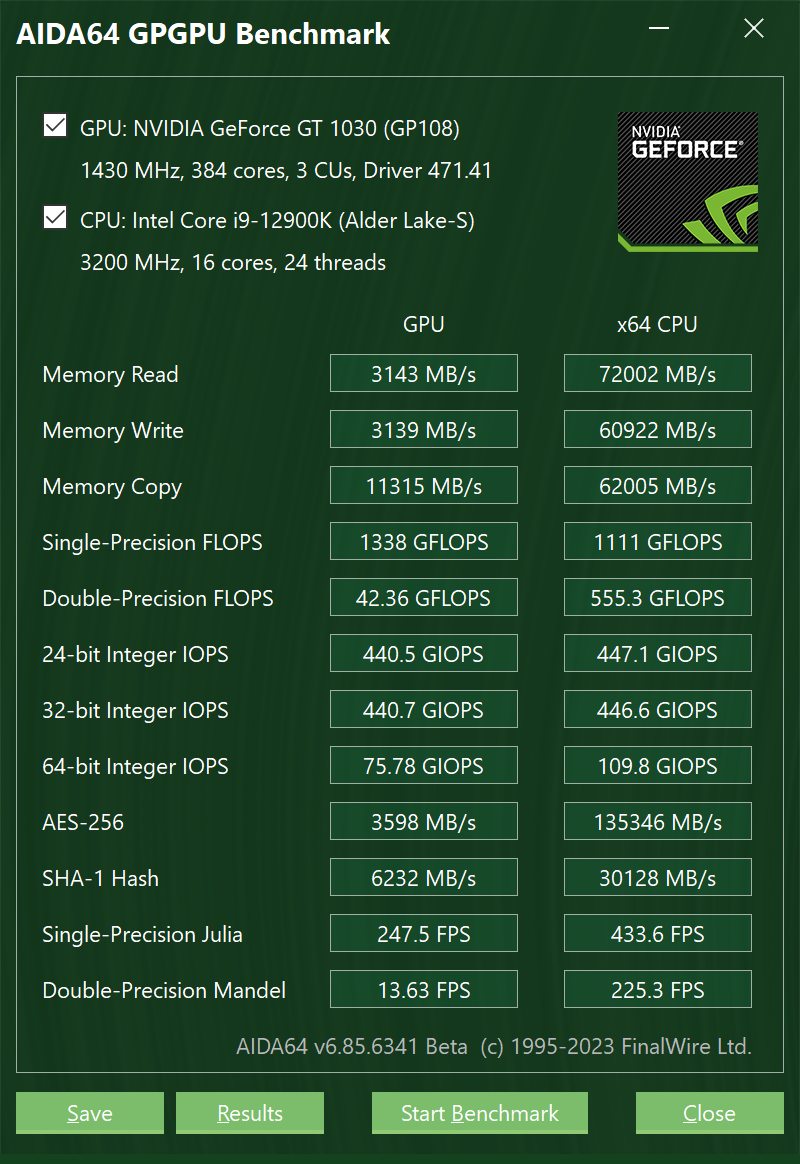 AIDA64 GPGPU Benchmark
GPU: NVIDIA GeForce GT 1030 (GP108)
1430 MHz, 384 cores, 3 CUs, Driver 471.41
NVIDIA
GEFORCE®
CPU: Intel Core i9-12900K (Alder Lake-S)
3200 MHz, 16 cores, 24 threads
GPU x64 CPU
Memory Read 3143 MB/s 72002 MB/s
Memory Write 3139 MB/s 60922 MB/s
Memory Copy 11315 MB/s 62005 MB/s
Single-Precision FLOPS 1338 GFLOPS 1111 GFLOPS
Double-Precision FLOPS 42.36 GFLOPS 555.3 GFLOPS
24-bit Integer IOPS 440.5 GIOPS 447.1 GIOPS
32-bit Integer IOPS 440.7 GIOPS 446.6 GIOPS
64-bit Integer IOPS 75.78 GIOPS 109.8 GIOPS
AES-256 3598 MB/s 135346 MB/s
SHA-1 Hash 6232 MB/s 30128 MB/s
Single-Precision Julia 247.5 FPS 433.6 FPS
Double-Precision Mandel 13.63 FPS 225.3 FPS
AIDA64 v6.85.6341 Beta (c) 1995-2023 FinalWire Ltd.
Save Results Start Benchmark Close